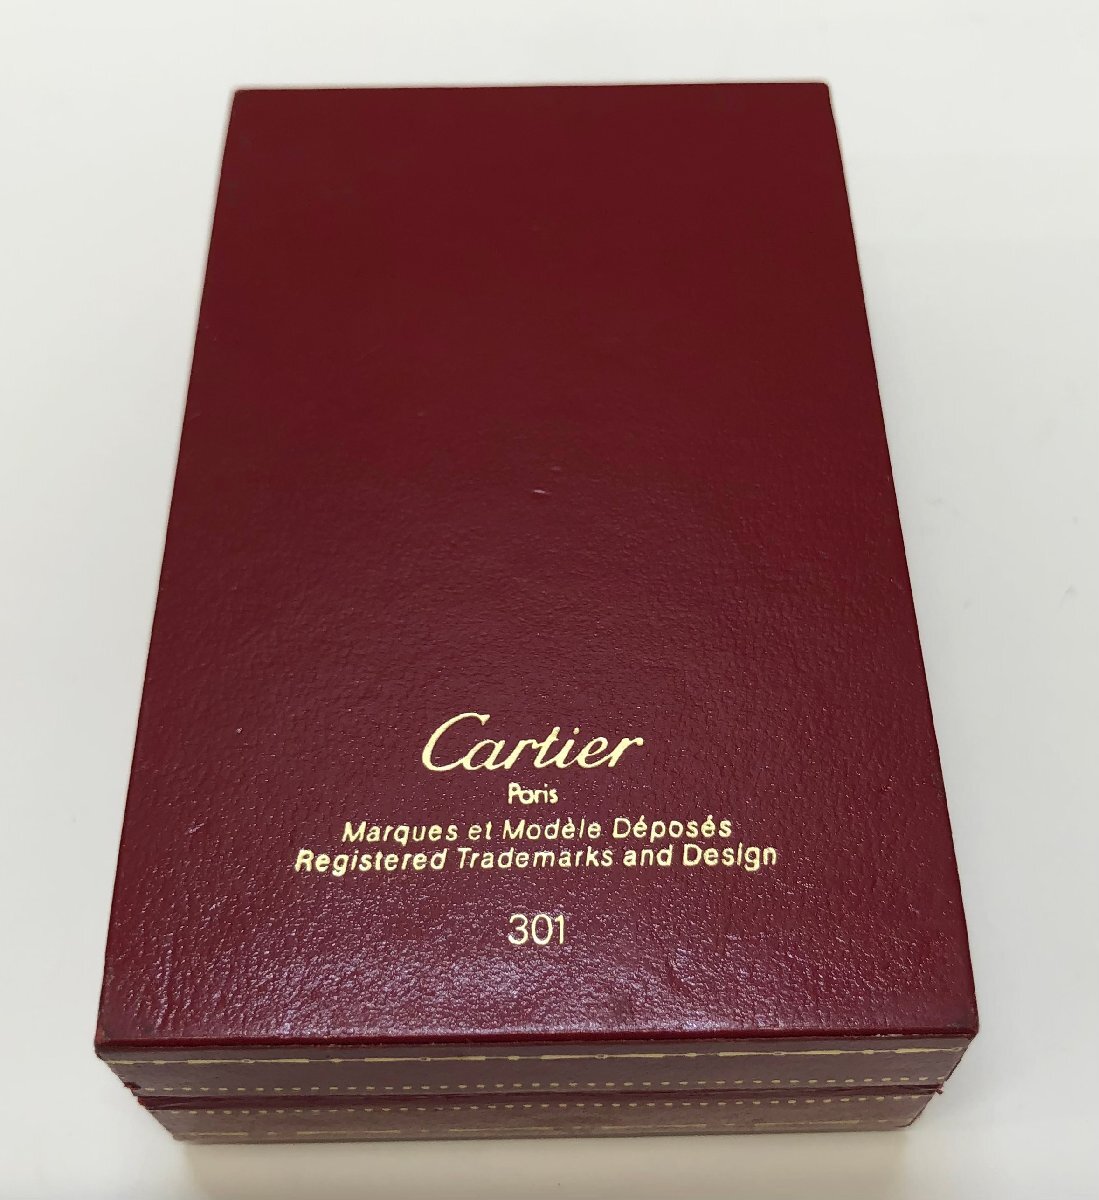 Cartier
Paris
Marques et Modèle Déposés
Registered Trademarks and Design
301